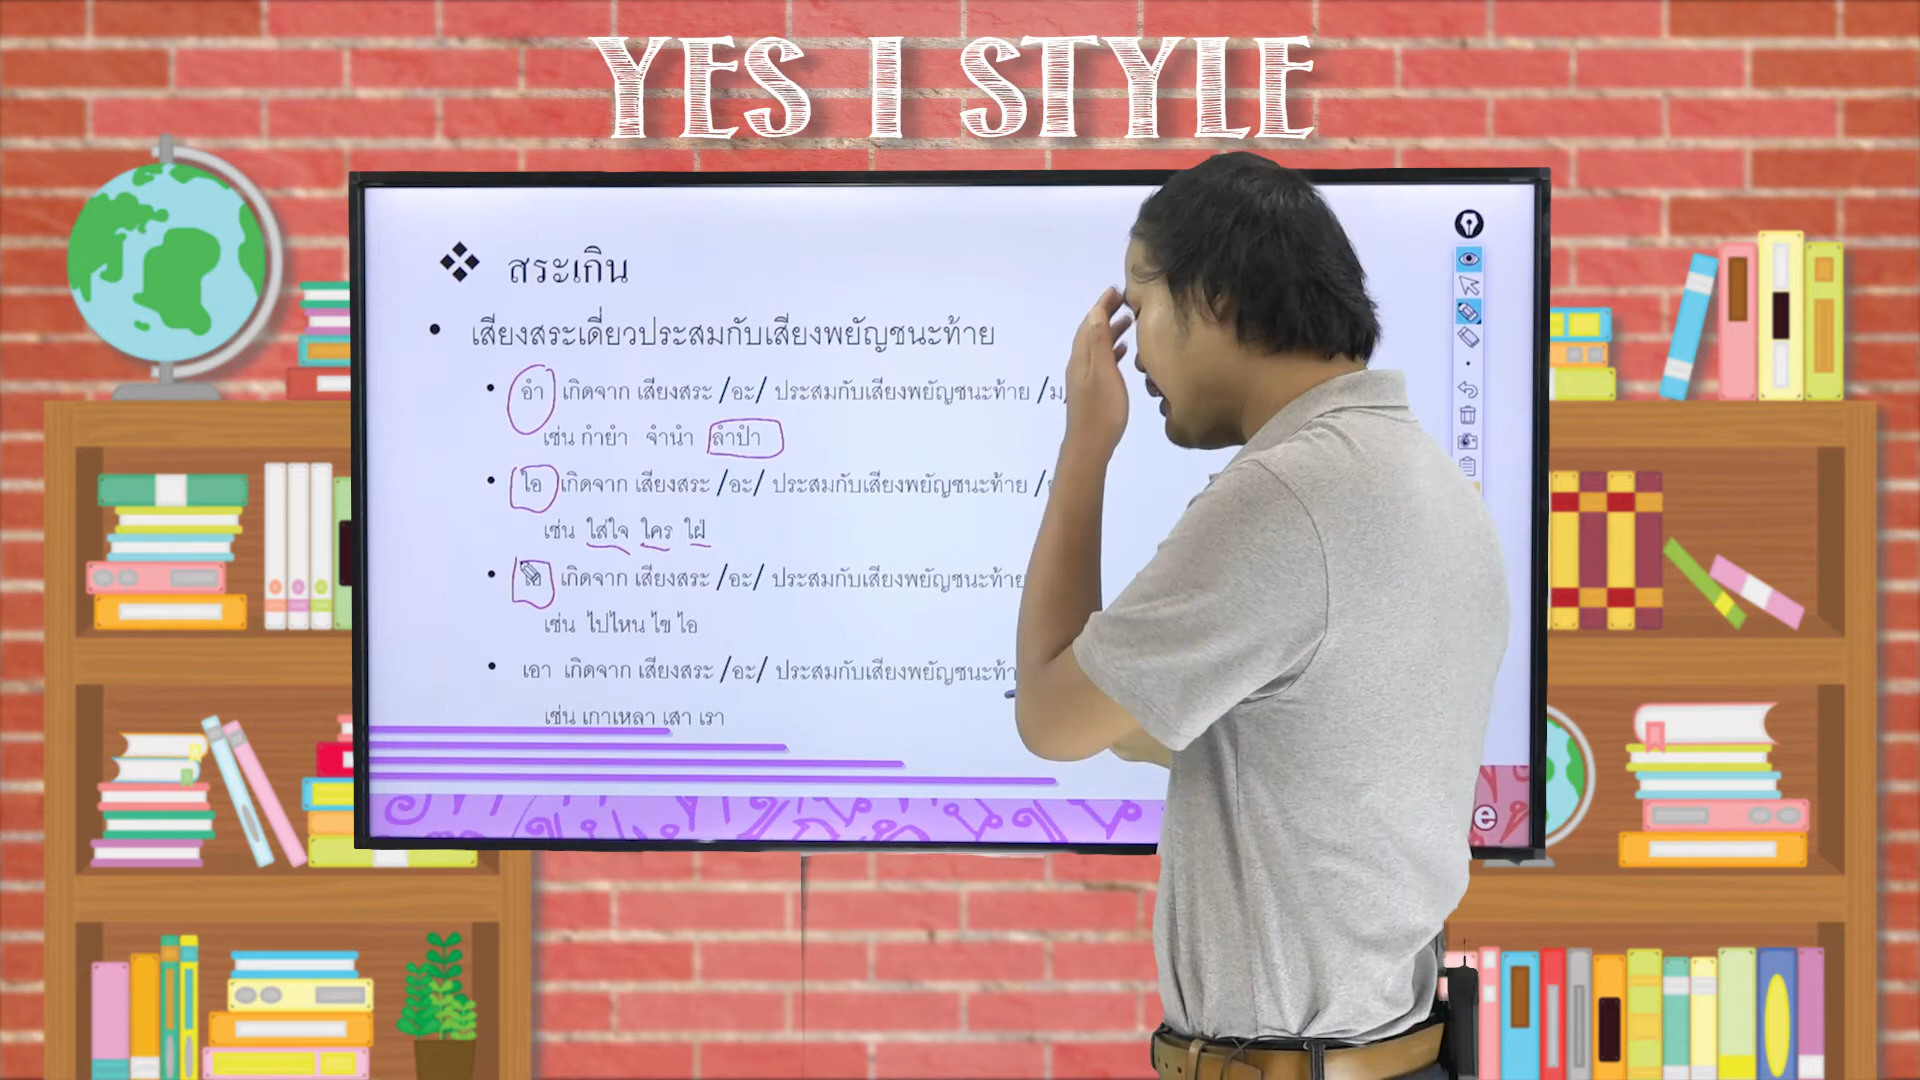 YES I STYLE
สระเกิน
เสียงสระเดี่ยวประสมกับเสียงพยัญชนะท้าย
อำ เกิดจาก เสียงสระ /อะ/ ประสมกับเสียงพยัญชนะท้าย /ม/
เช่น กำยำ จำนำ ลำปำ
ใอ เกิดจาก เสียงสระ /อะ/ ประสมกับเสียงพยัญชนะท้าย /
เช่น ใส่ใจ ใคร ใฝ่
เกิดจาก เสียงสระ /อะ/ ประสมกับเสียงพยัญชนะท้าย
เช่น ไปไหน ไข ไอ
เอา เกิดจาก เสียงสระ /อะ/ ประสมกับเสียงพยัญชนะท้า
เช่น เกาเหลา เสา เรา
e